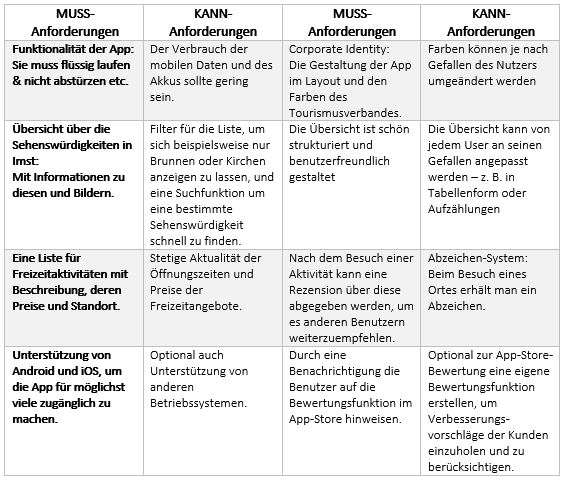 MUSS-
Anforderungen
KANN-
Anforderungen
MUSS-
Anforderungen
KANN-
Anforderungen
Funktionalität der App:
Sie muss flüssig laufen
& nicht abstürzen etc.
Der Verbrauch der
mobilen Daten und des
Akkus sollte gering
sein.
Corporate Identity:
Die Gestaltung der App
im Layout und den
Farben des
Tourismusverbandes.
Farben können je nach
Gefallen des Nutzers
umgeändert werden
Übersicht über die
Sehenswürdigkeiten in
Imst:
Mit Informationen zu
diesen und Bildern.
Filter für die Liste, um
sich beispielsweise nur
Brunnen oder Kirchen
anzeigen zu lassen, und
eine Suchfunktion um
eine bestimmte
Sehenswürdigkeit
schnell zu finden.
Die Übersicht ist schön
strukturiert und
benutzerfreundlich
gestaltet
Die Übersicht kann von
jedem User an seinen
Gefallen angepasst
werden – z. B. in
Tabellenform oder
Aufzählungen
Eine Liste für
Freizeitaktivitäten mit
Beschreibung, deren
Preise und Standort.
Stetige Aktualität der
Öffnungszeiten und
Preise der
Freizeitangebote.
Nach dem Besuch einer
Aktivität kann eine
Rezension über diese
abgegeben werden, um
es anderen Benutzern
weiterzuempfehlen.
Abzeichen-System:
Beim Besuch eines
Ortes erhält man ein
Abzeichen.
Unterstützung von
Android und iOS, um
die App für möglichst
viele zugänglich zu
machen.
Optional auch
Unterstützung von
anderen
Betriebssystemen.
Durch eine
Benachrichtigung die
Benutzer auf die
Bewertungsfunktion im
App-Store hinweisen.
Optional zur App-Store-
Bewertung eine eigene
Bewertungsfunktion
erstellen, um
Verbesserungs-
vorschläge der Kunden
einzuholen und zu
berücksichtigen.